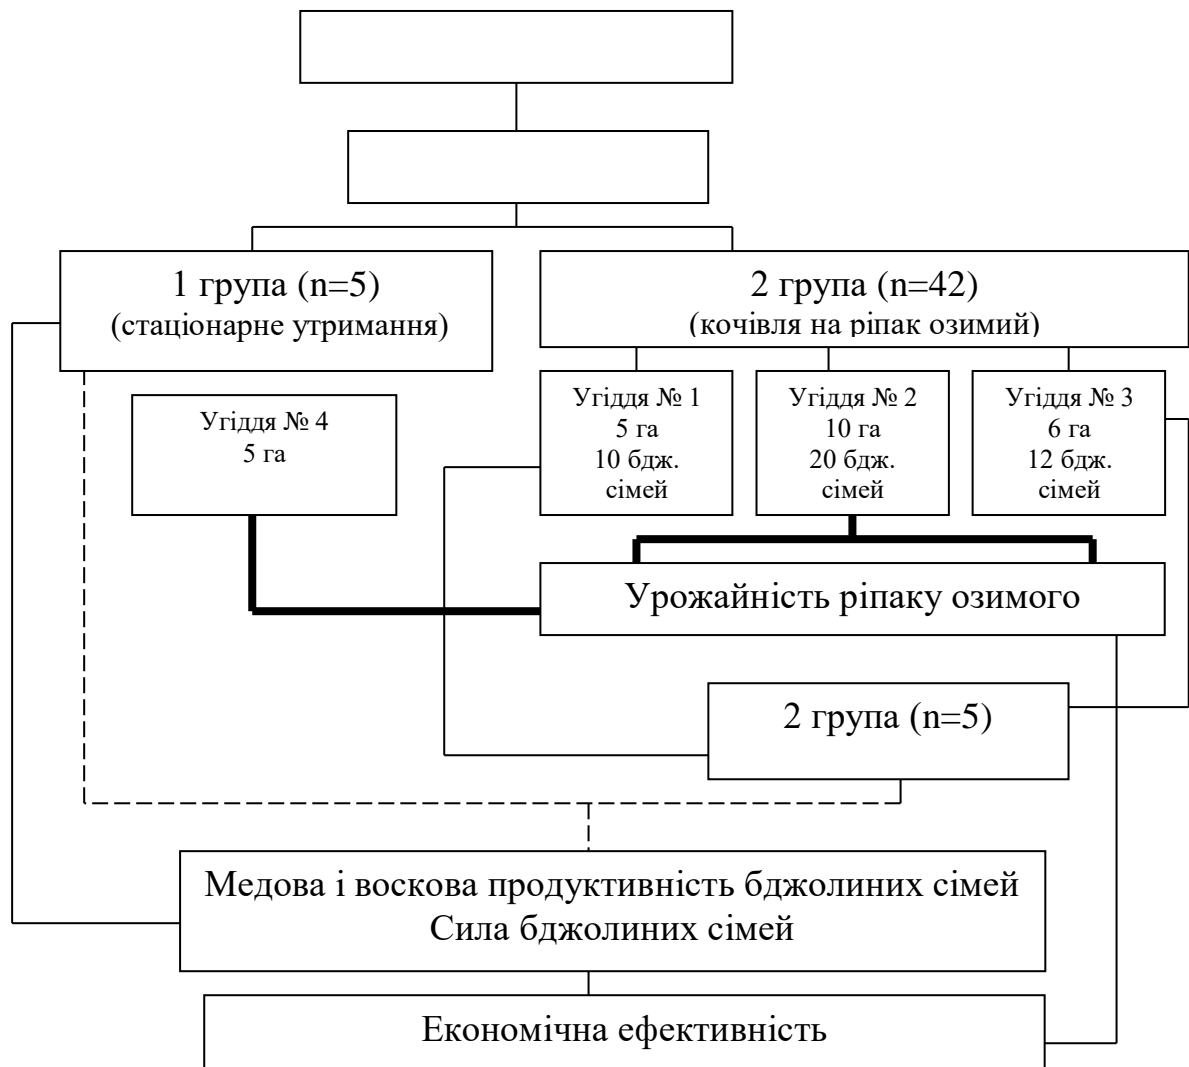 1 група (n=5)
(стаціонарне утримання)
2 група (n=42)
(кочівля на ріпак озимий)
Угіддя № 4
5 га
Угіддя № 1
5 га
10 бдж.
сімей
Угіддя № 2
10 га
20 бдж.
сімей
Угіддя № 3
6 га
12 бдж.
сімей
Урожайність ріпаку озимого
2 група (n=5)
Медова і воскова продуктивність бджолиних сімей
Сила бджолиних сімей
Економічна ефективність